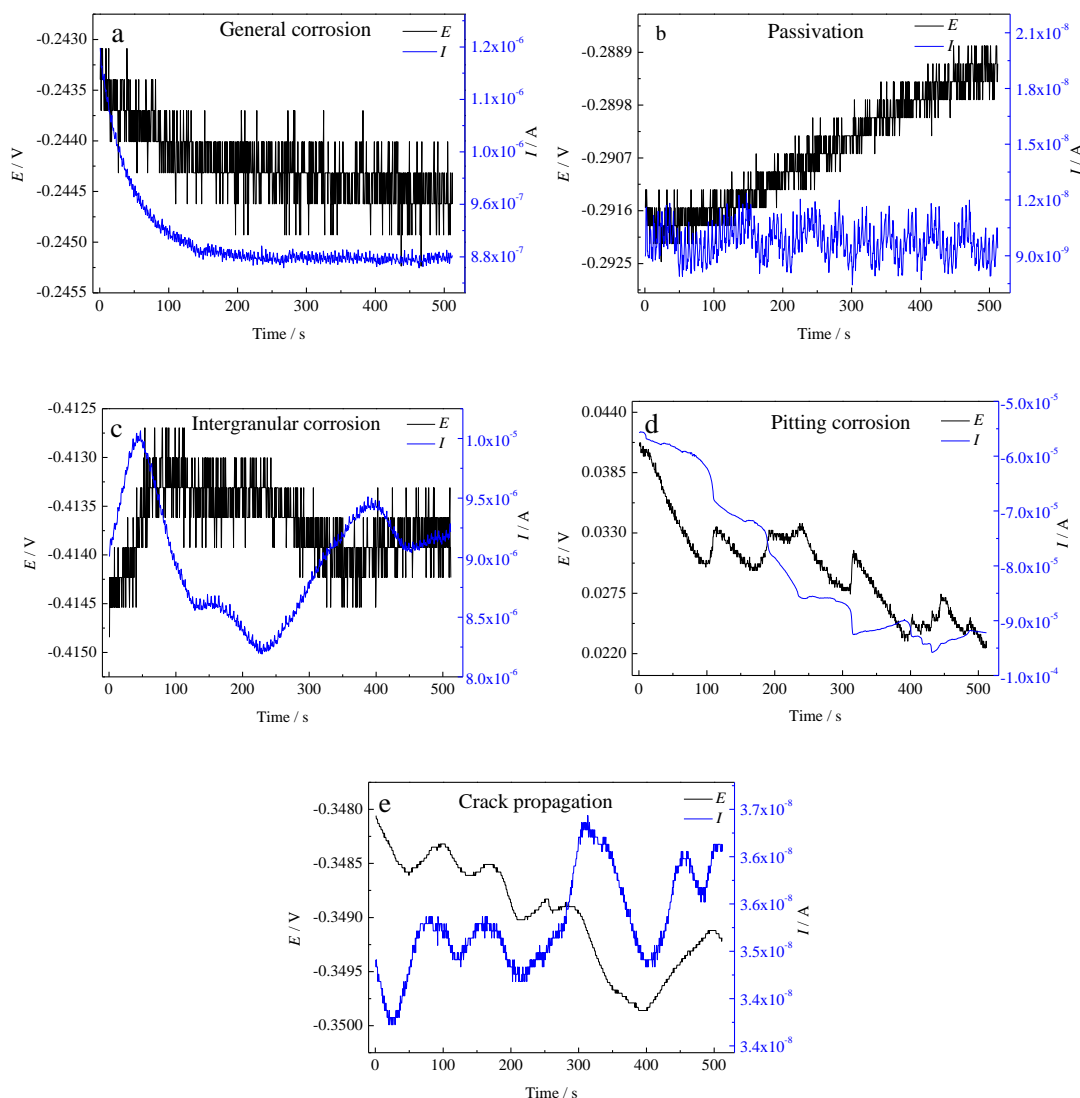 a General corrosion
E
I
-0.2430
-0.2435
-0.2440
-0.2445
-0.2450
-0.2455
E / V
0 100 200 300 400 500
Time / s
1.2x10-6
1.1x10-6
1.0x10-6
9.6x10-7
8.8x10-7
I / A
b Passivation
E
I
-0.2889
-0.2898
-0.2907
-0.2916
-0.2925
E / V
0 100 200 300 400 500
Time / s
2.1x10-8
1.8x10-8
1.5x10-8
1.2x10-8
9.0x10-9
I / A
c Intergranular corrosion
E
I
-0.4125
-0.4130
-0.4135
-0.4140
-0.4145
-0.4150
E / V
0 100 200 300 400 500
Time / s
1.0x10-5
9.5x10-6
9.0x10-6
8.5x10-6
8.0x10-6
I / A
d Pitting corrosion
E
I
0.0440
0.0385
0.0330
0.0275
0.0220
E / V
0 100 200 300 400 500
Time / s
-5.0x10-5
-6.0x10-5
-7.0x10-5
-8.0x10-5
-9.0x10-5
-1.0x10-4
I / A
e Crack propagation
E
I
-0.3480
-0.3485
-0.3490
-0.3495
-0.3500
E / V
0 100 200 300 400 500
Time / s
3.7x10-8
3.6x10-8
3.6x10-8
3.5x10-8
3.4x10-8
3.4x10-8
I / A